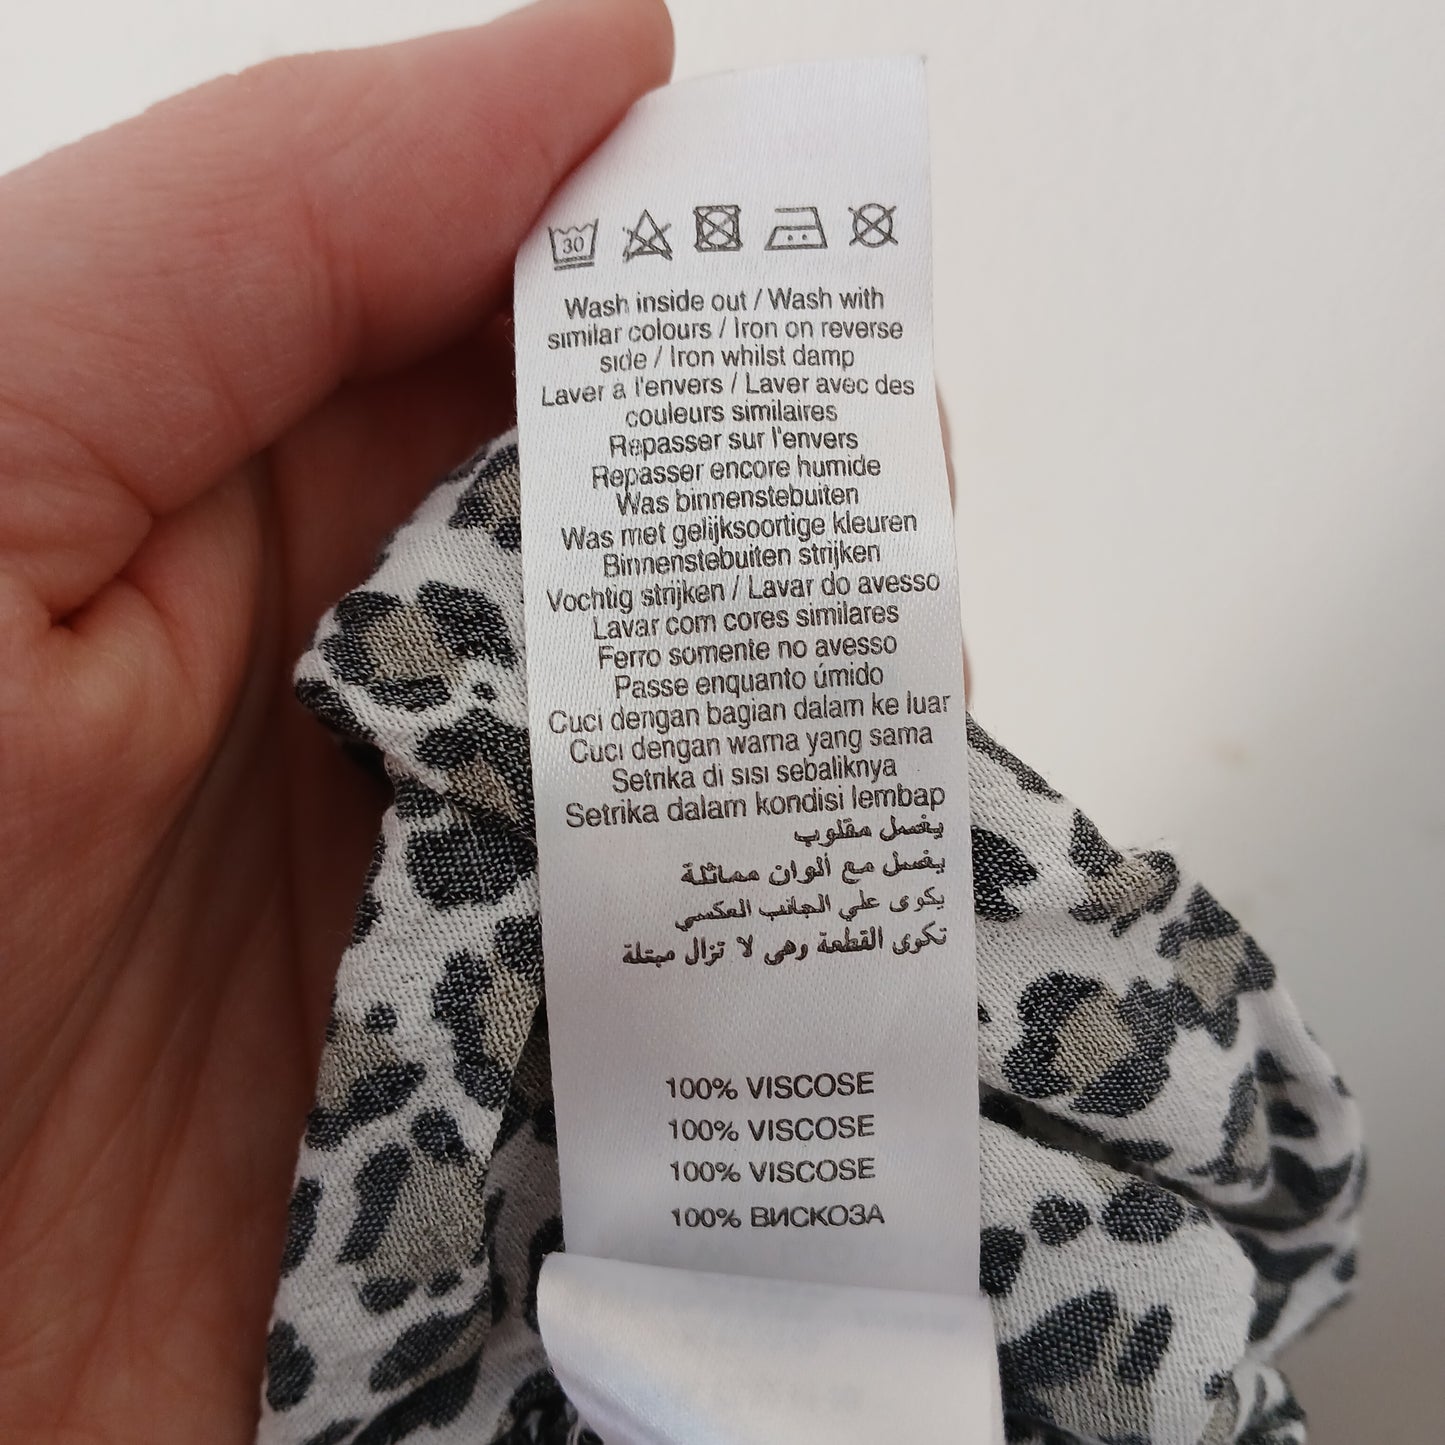 30
Wash inside out / Wash with
similar colours / Iron on reverse
side / Iron whilst damp
Laver a l'envers / Laver avec des
couleurs similaires
Repasser sur l'envers
Repasser encore humide
Was binnenstebuiten
Was met gelijksoortige kleuren
Binnenstebuiten strijken
Vochtig strijken / Lavar do avesso
Lavar com cores similares
Ferro somente no avesso
Passe enquanto úmido
Cuci dengan bagian dalam ke luar
Cuci dengan warna yang sama
Setrika di sisi sebaliknya
Setrika dalam kondisi lembap
يغسل مقلوب
يغسل مع ألوان مماثلة
يكوى علي الجانب العكسي
تكوى القطعة وهى لا تزال مبتلة
100% VISCOSE
100% VISCOSE
100% VISCOSE
100% ВИСКОЗА